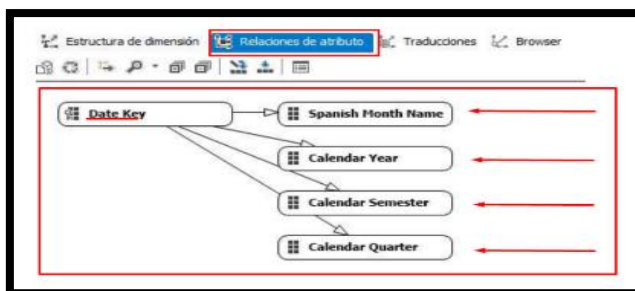 Estructura de dimensión Relaciones de atributo Traducciones Browser
Date Key Spanish Month Name
Calendar Year
Calendar Semester
Calendar Quarter